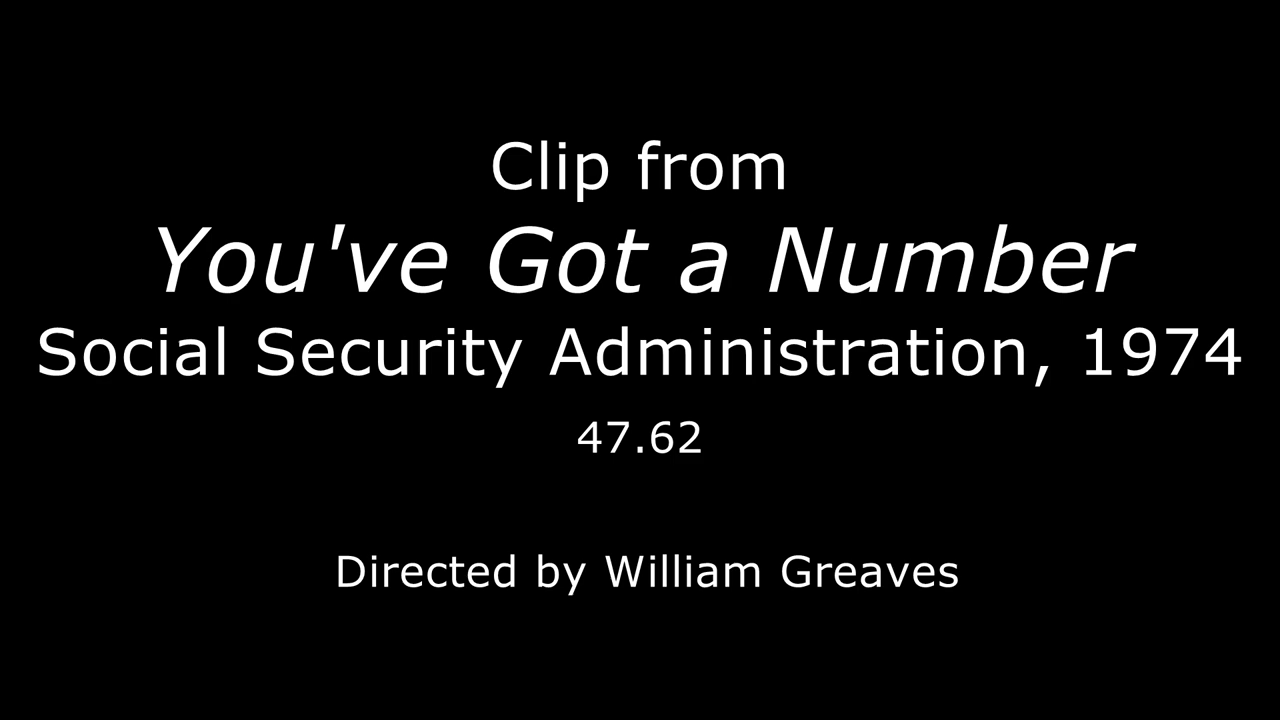 Clip from
You've Got a Number
Social Security Administration, 1974
47.62
Directed by William Greaves